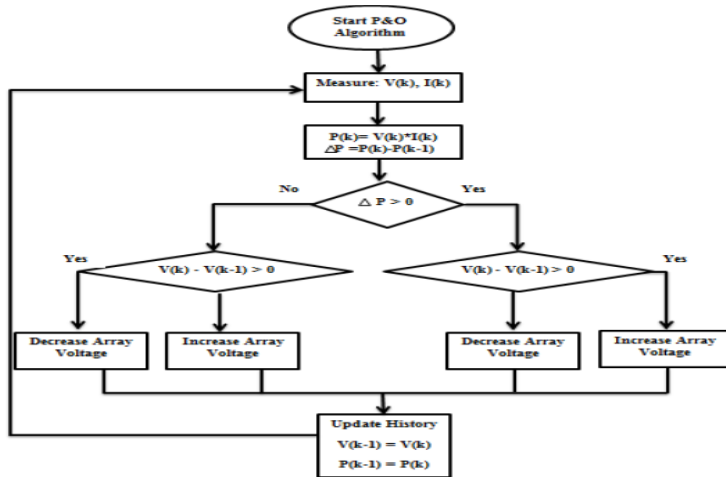 Start P&O
Algorithm
Measure: V(k), I(k)
P(k)= V(k)*I(k)
△P =P(k)-P(k-1)
No
△ P > 0
Yes
Yes
V(k) - V(k-1) > 0
V(k) - V(k-1) > 0
Yes
Decrease Array
Voltage
Increase Array
Voltage
Decrease Array
Voltage
Increase Array
Voltage
Update History
V(k-1) = V(k)
P(k-1) = P(k)